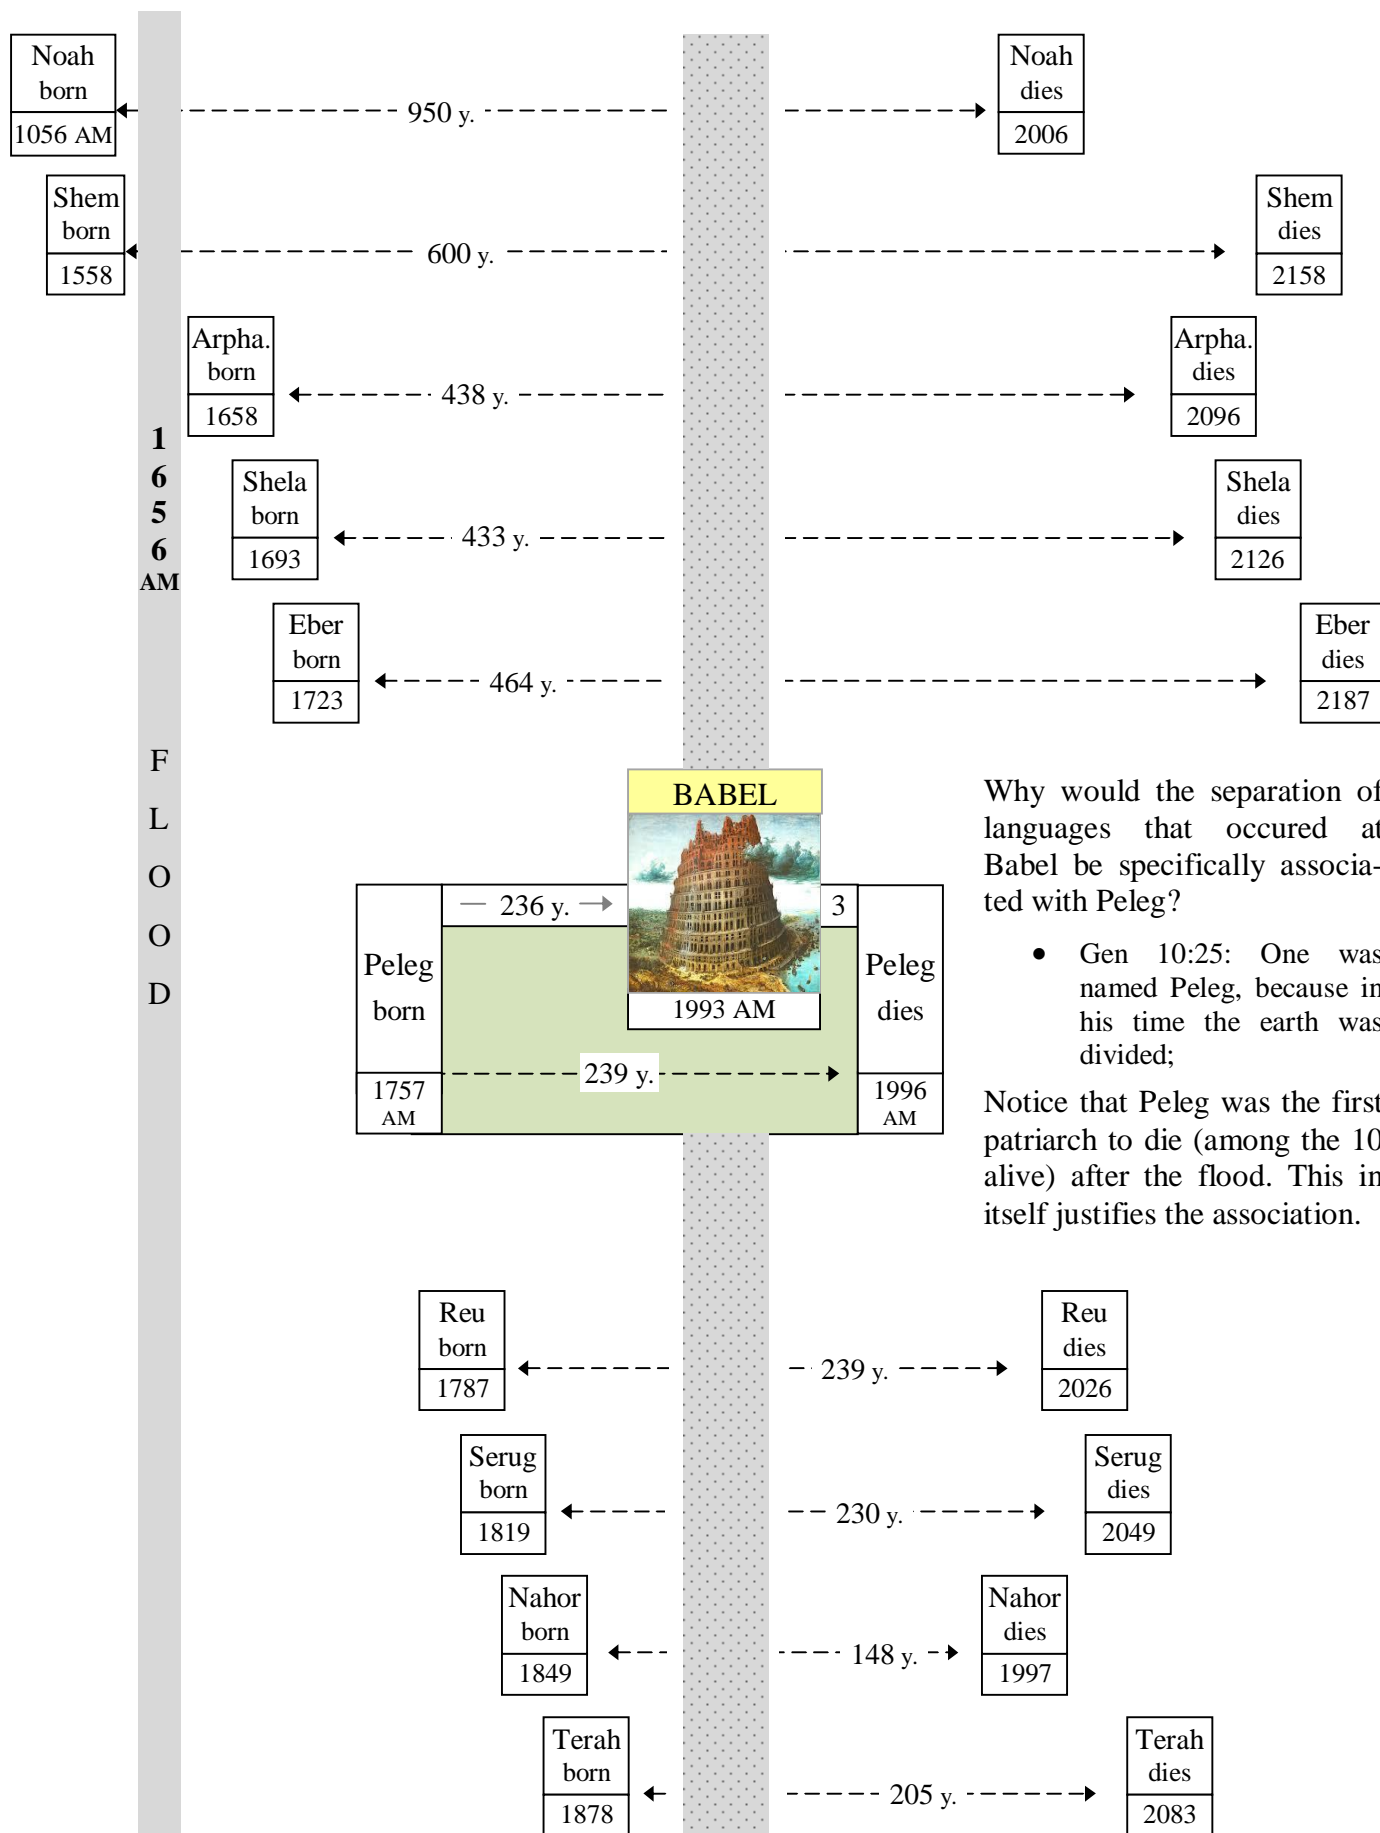 Noah
born
1056 AM
950 y.
Noah
dies
2006
Shem
born
1558
600 y.
Shem
dies
2158
Arpha.
born
1658
438 y.
Arpha.
dies
2096
1
6
5
6
AM
Shela
born
1693
433 y.
Shela
dies
2126
Eber
born
1723
464 y.
Eber
dies
2187
F
L
O
O
D
BABEL
236 y.
3
1993 AM
Peleg
born
1757
AM
239 y.
Peleg
dies
1996
AM
Why would the separation of
languages that occured at
Babel be specifically associa-
ted with Peleg?
• Gen 10:25: One was
named Peleg, because in
his time the earth was
divided;
Notice that Peleg was the first
patriarch to die (among the 10
alive) after the flood. This in
itself justifies the association.
Reu
born
1787
239 y.
Reu
dies
2026
Serug
born
1819
230 y.
Serug
dies
2049
Nahor
born
1849
148 y.
Nahor
dies
1997
Terah
born
1878
205 y.
Terah
dies
2083